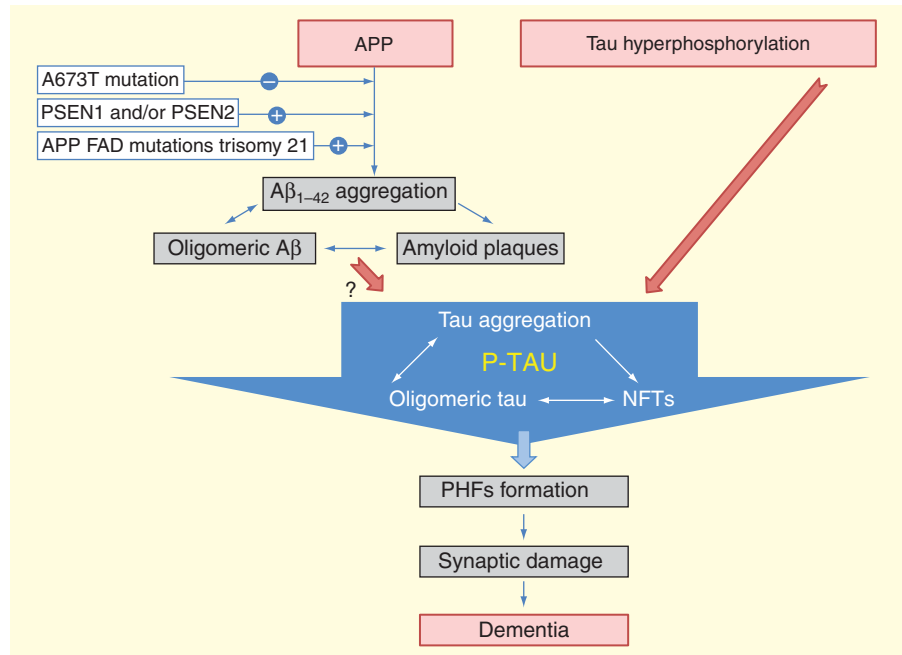 APP
Tau hyperphosphorylation
A673T mutation
−
PSEN1 and/or PSEN2
+
APP FAD mutations trisomy 21
+
Aβ₁₋₄₂ aggregation
Oligomeric Aβ
Amyloid plaques
?
Tau aggregation
P-TAU
Oligomeric tau
NFTs
PHFs formation
Synaptic damage
Dementia